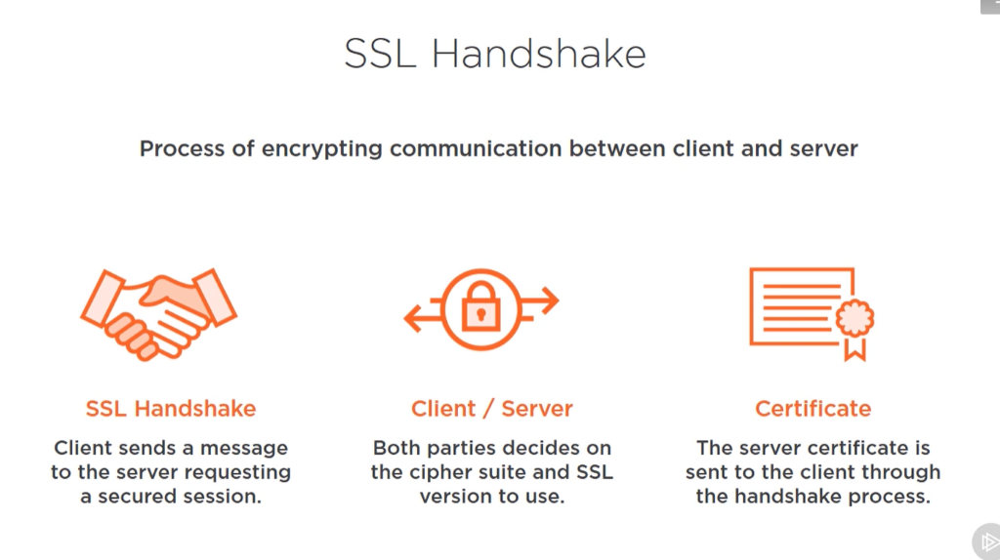 SSL Handshake
Process of encrypting communication between client and server
SSL Handshake
Client sends a message
to the server requesting
a secured session.
Client / Server
Both parties decides on
the cipher suite and SSL
version to use.
Certificate
The server certificate is
sent to the client through
the handshake process.